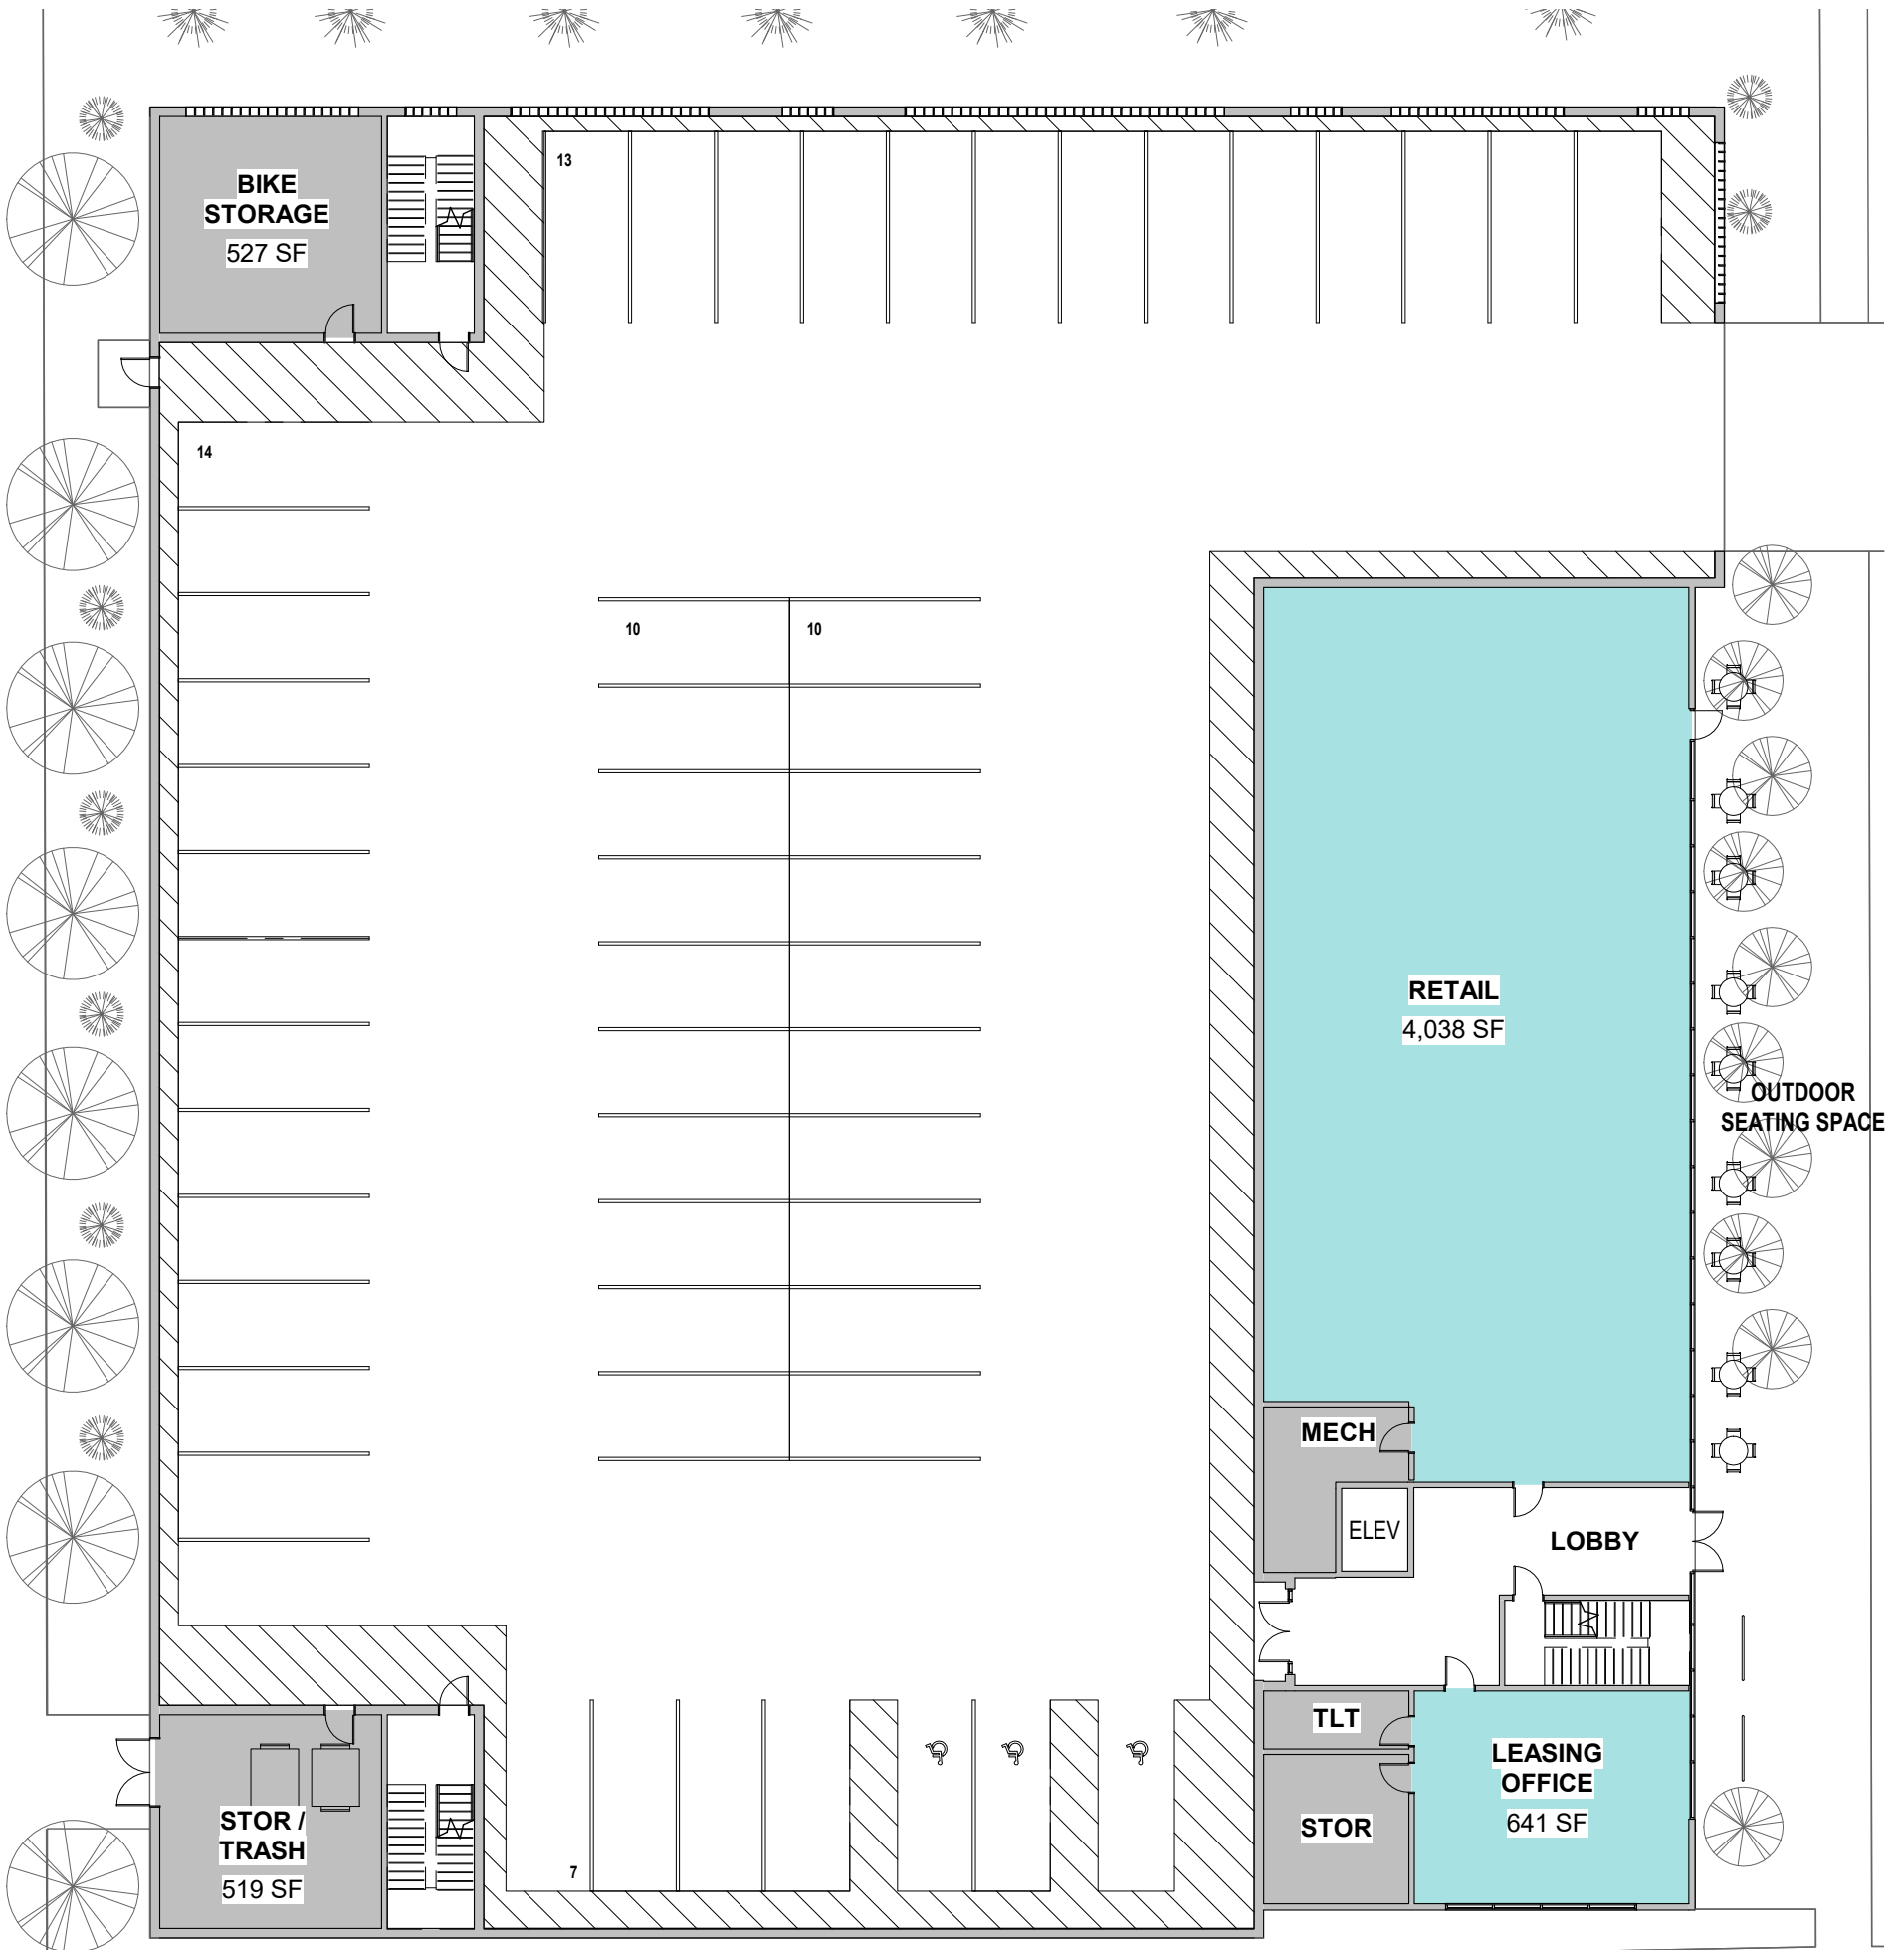 13
BIKE
STORAGE
527 SF
14
10
10
RETAIL
4,038 SF
OUTDOOR
SEATING SPACE
MECH
ELEV
LOBBY
TLT
LEASING
OFFICE
641 SF
STOR
STOR /
TRASH
519 SF
7